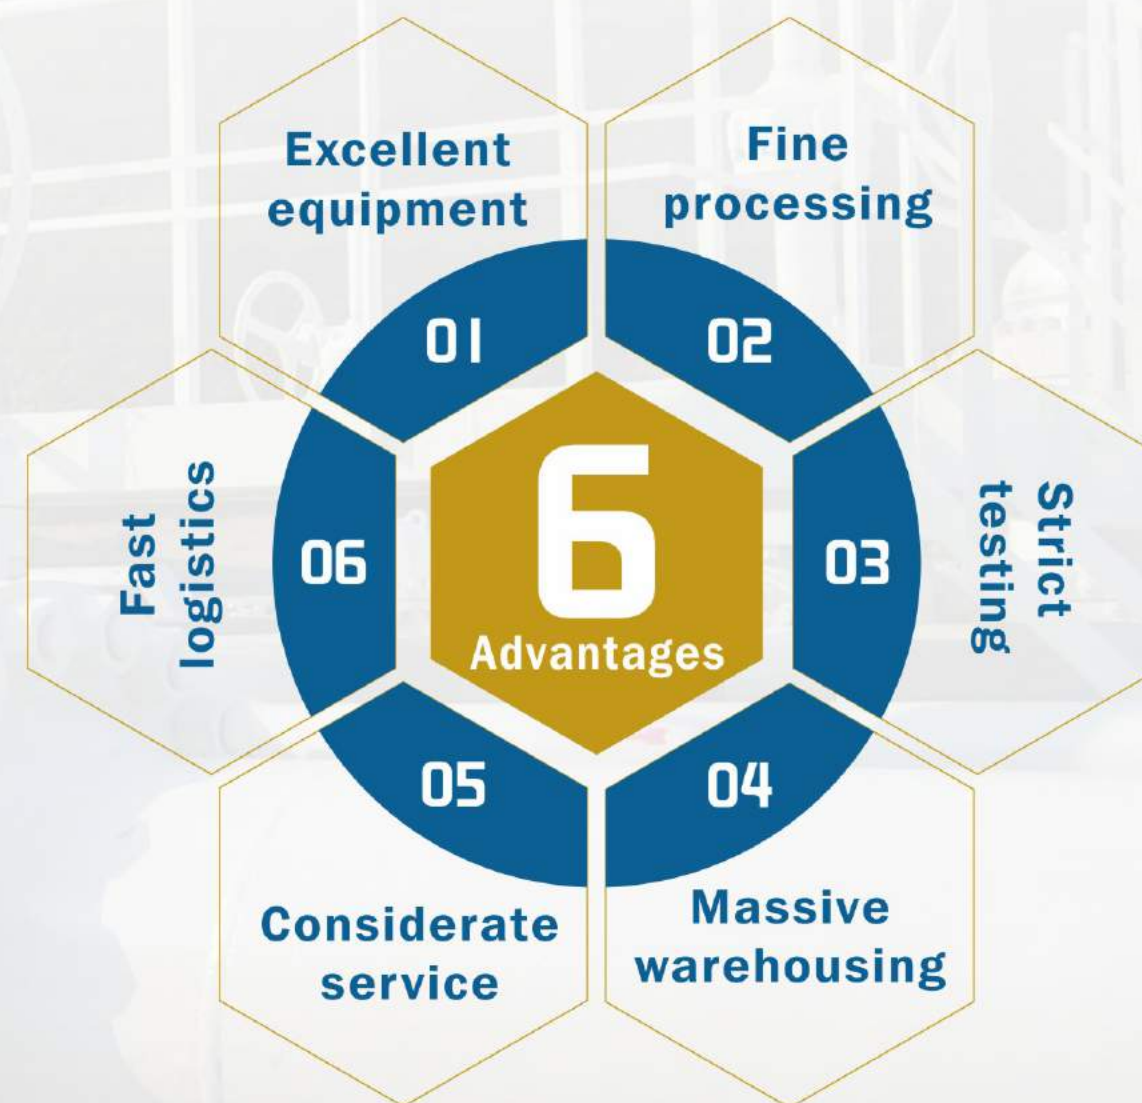 Excellent
equipment
01
Fine
processing
02
Strict
testing
03
Massive
warehousing
04
Considerate
service
05
Fast
logistics
06
6
Advantages